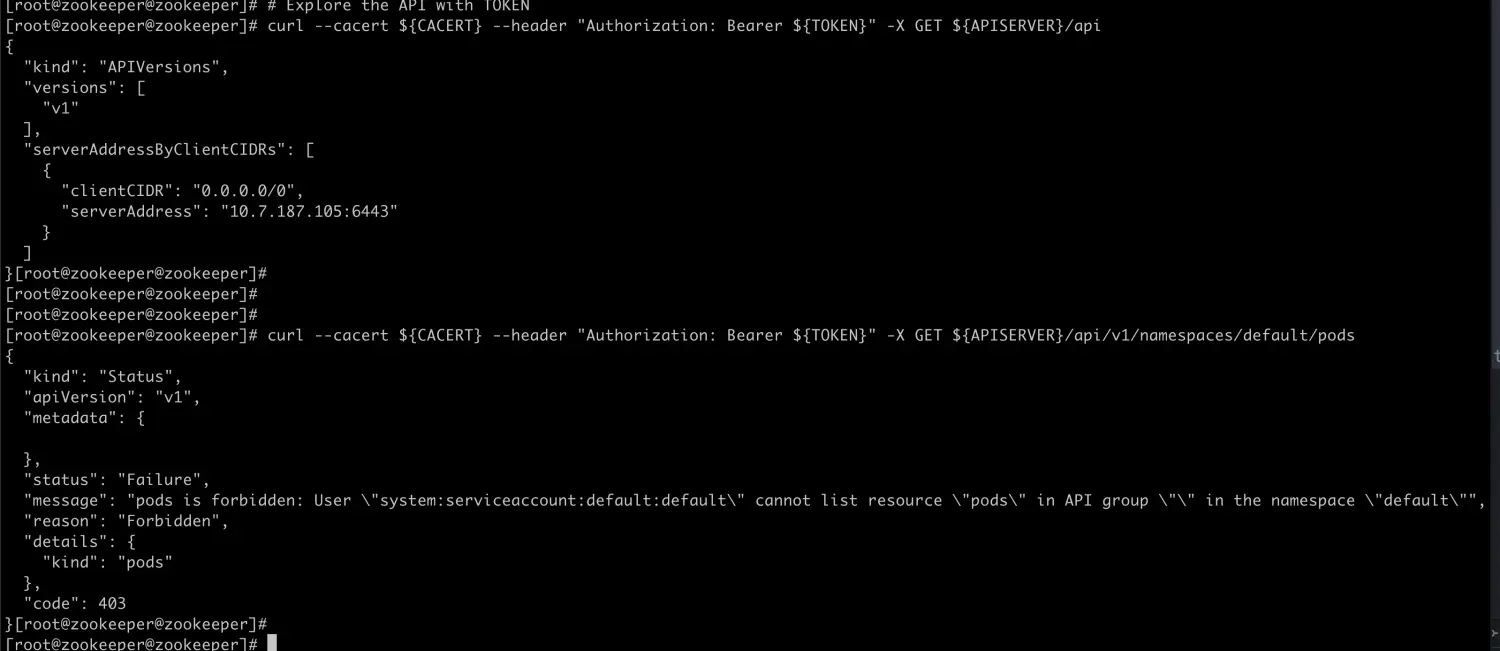 [root@zookeeper@zookeeper]# # Explore the API with TOKEN
[root@zookeeper@zookeeper]# curl --cacert ${CACERT} --header "Authorization: Bearer ${TOKEN}" -X GET ${APISERVER}/api
{
  "kind": "APIVersions",
  "versions": [
    "v1"
  ],
  "serverAddressByClientCIDRs": [
    {
      "clientCIDR": "0.0.0.0/0",
      "serverAddress": "10.7.187.105:6443"
    }
  ]
}[root@zookeeper@zookeeper]#
[root@zookeeper@zookeeper]#
[root@zookeeper@zookeeper]#
[root@zookeeper@zookeeper]# curl --cacert ${CACERT} --header "Authorization: Bearer ${TOKEN}" -X GET ${APISERVER}/api/v1/namespaces/default/pods
{
  "kind": "Status",
  "apiVersion": "v1",
  "metadata": {

  },
  "status": "Failure",
  "message": "pods is forbidden: User \"system:serviceaccount:default:default\" cannot list resource \"pods\" in API group \"\" in the namespace \"default\"",
  "reason": "Forbidden",
  "details": {
    "kind": "pods"
  },
  "code": 403
}[root@zookeeper@zookeeper]#
[root@zookeeper@zookeeper]#